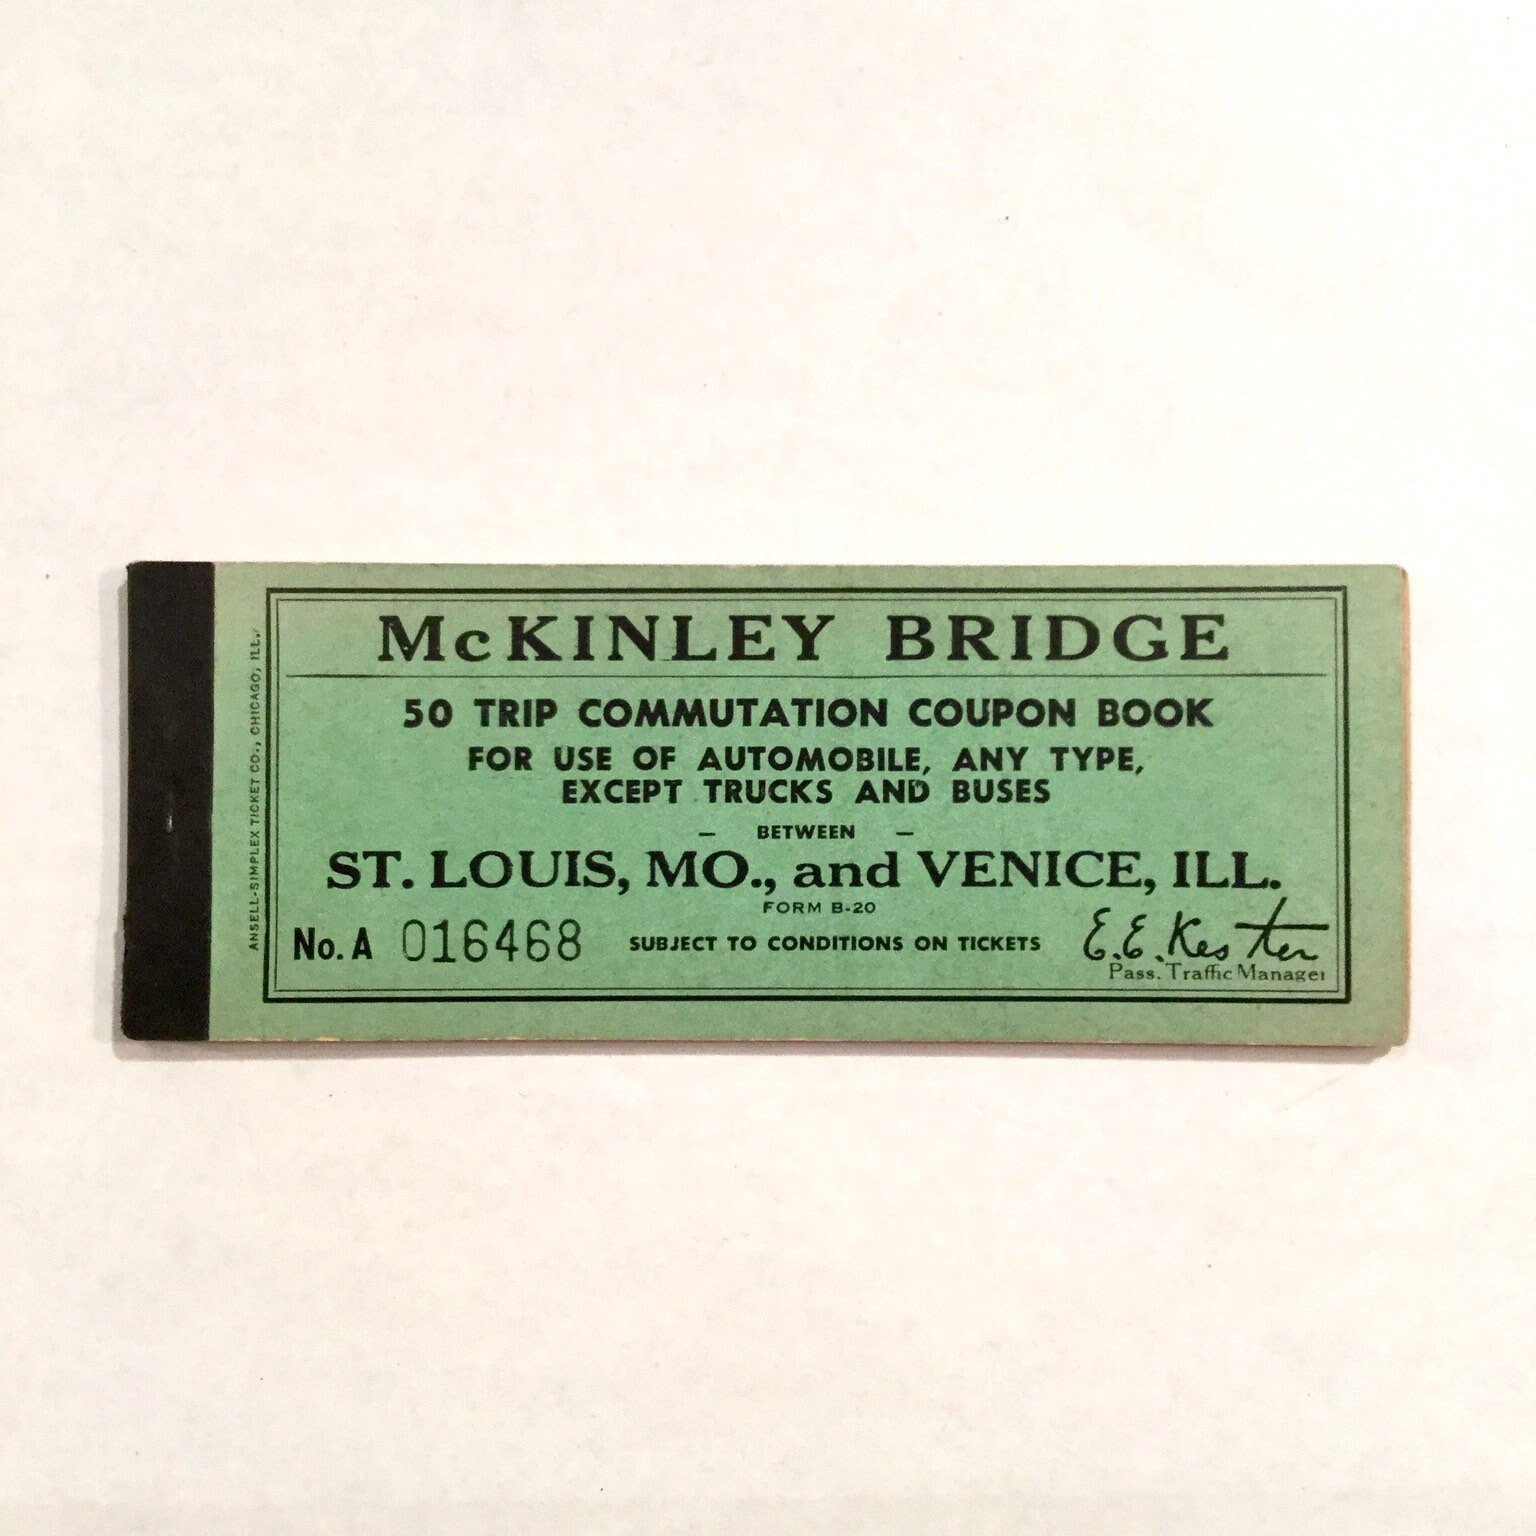 McKINLEY BRIDGE
50 TRIP COMMUTATION COUPON BOOK
FOR USE OF AUTOMOBILE, ANY TYPE,
EXCEPT TRUCKS AND BUSES
— BETWEEN —
ST. LOUIS, MO., and VENICE, ILL.
FORM B-20
No. A 016468 SUBJECT TO CONDITIONS ON TICKETS E.E. Kester
Pass. Traffic Manager
ANSELL-SIMPLEX TICKET CO., CHICAGO, ILL.